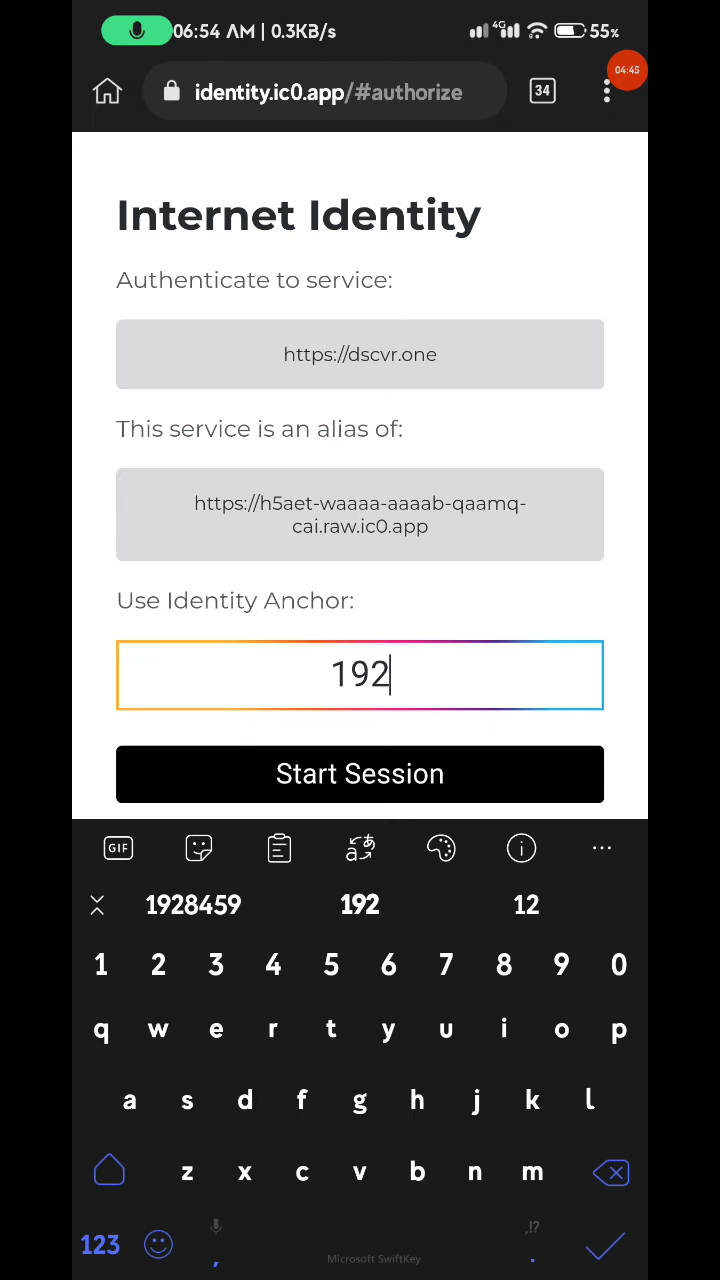 06:54 AM | 0.3KB/s 4G 55%
04:45
identity.ic0.app/#authorize 34
Internet Identity
Authenticate to service:
https://dscvr.one
This service is an alias of:
https://h5aet-waaaa-aaaab-qaamq-
cai.raw.ic0.app
Use Identity Anchor:
192
Start Session
GIF aあ i ...
1928459 192 12
1 2 3 4 5 6 7 8 9 0
q w e r t y u i o p
a s d f g h j k l
z x c v b n m
,!?
123 , Microsoft SwiftKey .